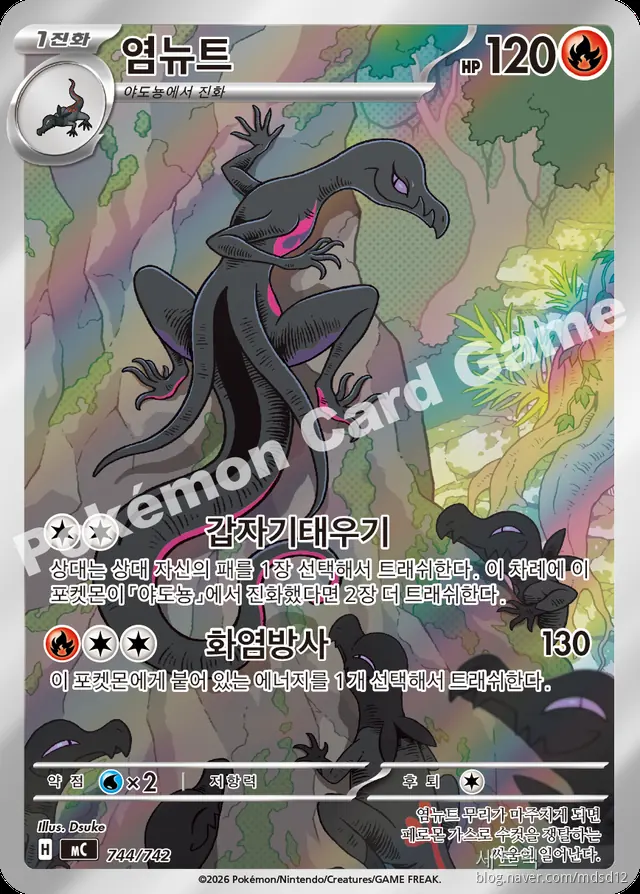 1진화
염뉴트
HP 120
야도뇽에서 진화
Pokémon Card Game
갑자기태우기
상대는 상대 자신의 패를 1장 선택해서 트래쉬한다. 이 차례에 이
포켓몬이 「야도뇽」에서 진화했다면 2장 더 트래쉬한다.
화염방사 130
이 포켓몬에게 붙어 있는 에너지를 1개 선택해서 트래쉬한다.
약점 ×2 저항력 후퇴
Illus. Dsuke
H MC 744/742
염뉴트 무리가 마주치게 되면
페로몬 가스로 수컷을 쟁탈하는
싸움이 일어난다.
©2026 Pokémon/Nintendo/Creatures/GAME FREAK.
blog.naver.com/mdsd12